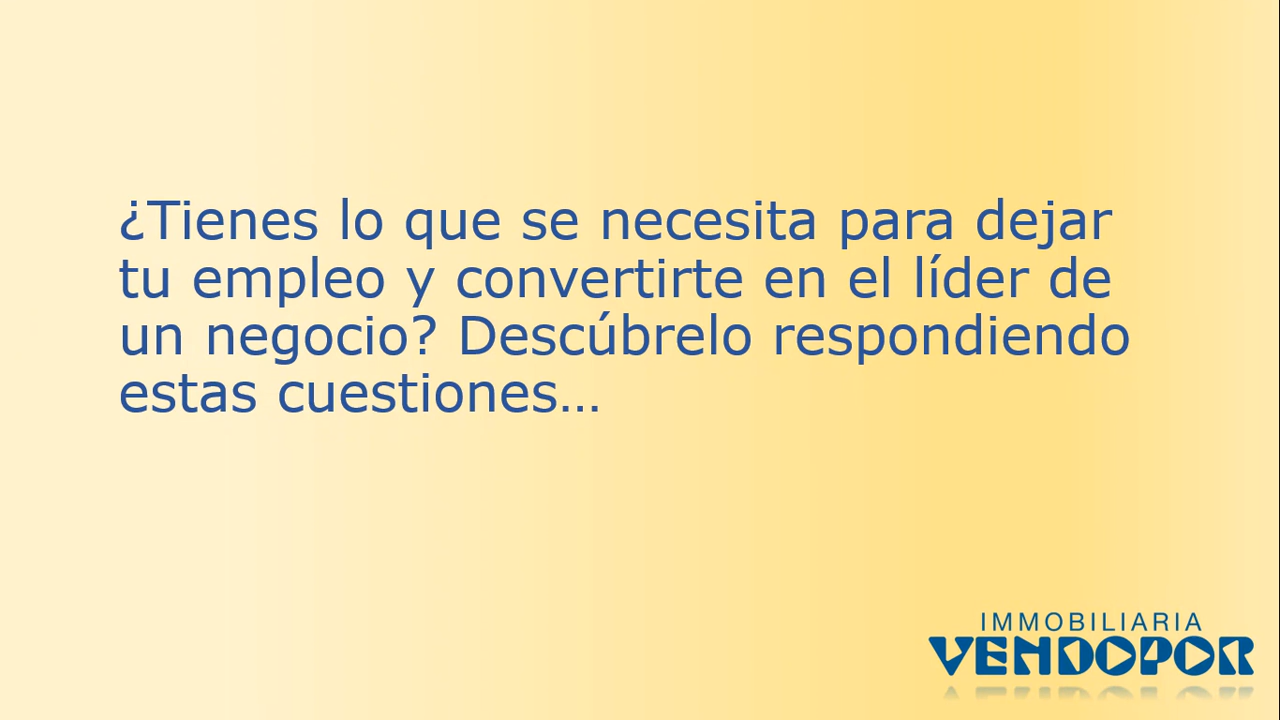 ¿Tienes lo que se necesita para dejar
tu empleo y convertirte en el líder de
un negocio? Descúbrelo respondiendo
estas cuestiones…
IMMOBILIARIA
VENDOPOR